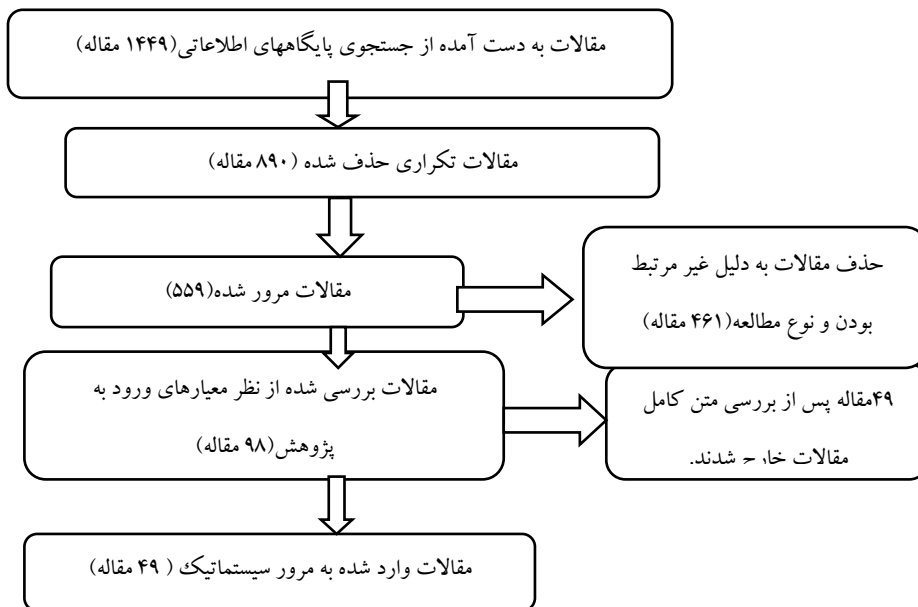 مقالات به دست آمده از جستجوی پایگاههای اطلاعاتی(۱۴۴۹ مقاله)
مقالات تکراری حذف شده (۸۹۰ مقاله)
مقالات مرور شده(۵۵۹)
حذف مقالات به دلیل غیر مرتبط
بودن و نوع مطالعه(۴۶۱ مقاله)
مقالات بررسی شده از نظر معیارهای ورود به
پژوهش(۹۸ مقاله)
۴۹مقاله پس از بررسی متن کامل
مقالات خارج شدند.
مقالات وارد شده به مرور سیستماتیک ( ۴۹ مقاله)